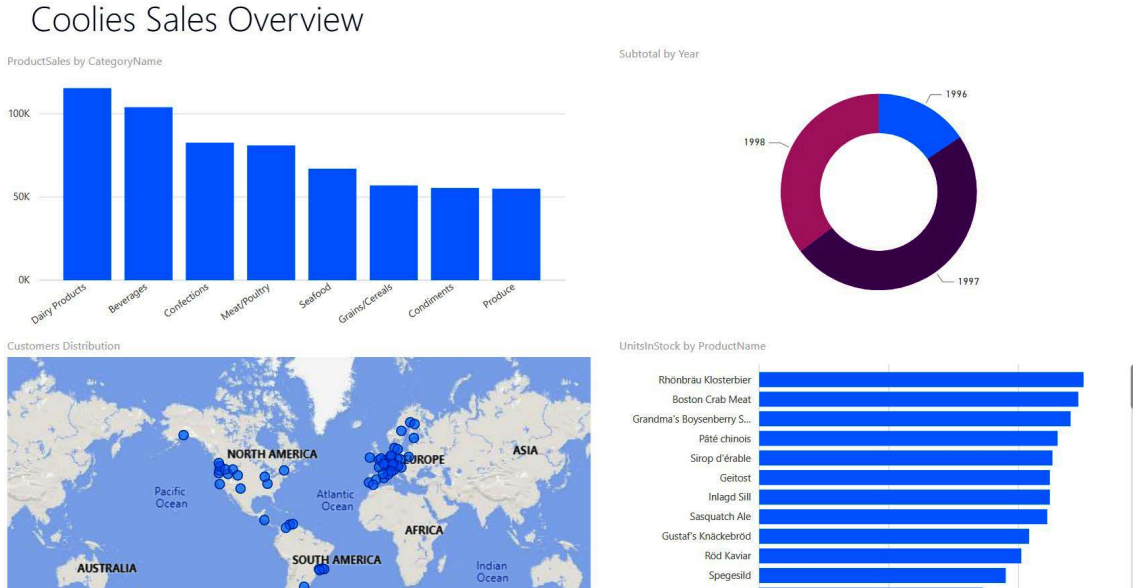 Coolies Sales Overview
ProductSales by CategoryName
100K
50K
0K
Dairy Products
Beverages
Confections
Meat/Poultry
Seafood
Grains/Cereals
Condiments
Produce
Subtotal by Year
1996
1998
1997
Customers Distribution
NORTH AMERICA
EUROPE
ASIA
Pacific
Ocean
Atlantic
Ocean
AFRICA
SOUTH AMERICA
AUSTRALIA
Indian
Ocean
UnitsInStock by ProductName
Rhönbräu Klosterbier
Boston Crab Meat
Grandma's Boysenberry S...
Pâté chinois
Sirop d'érable
Geitost
Inlagd Sill
Sasquatch Ale
Gustaf's Knäckebröd
Röd Kaviar
Spegesild